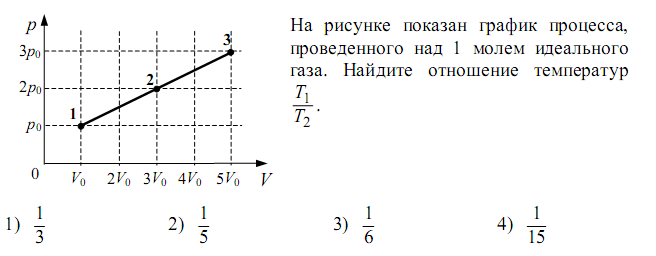 p
3p₀
2p₀
p₀
0
V₀ 2V₀ 3V₀ 4V₀ 5V₀ V
1
2
3
На рисунке показан график процесса,
проведенного над 1 молем идеального
газа. Найдите отношение температур
T₁/T₂.
1) 1/3 2) 1/5 3) 1/6 4) 1/15